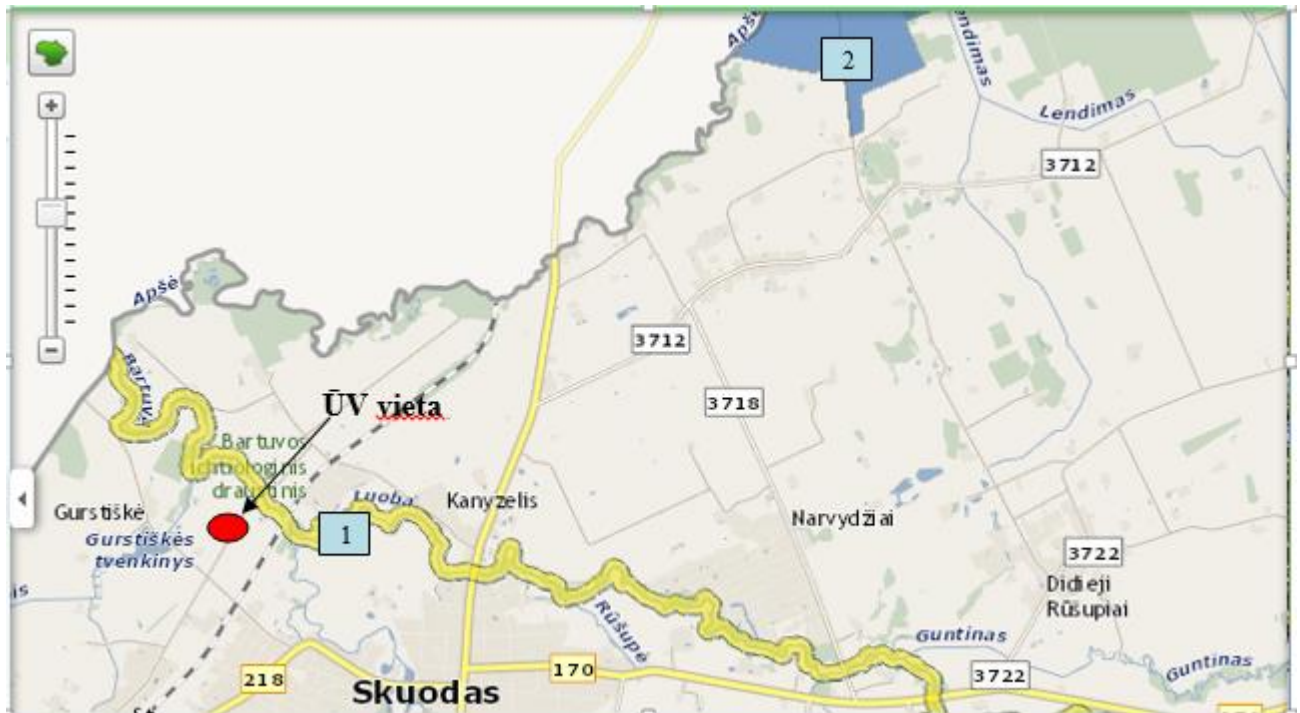 Apšė
2
Lendimas
Lendimas
3712
Apšė
3712
Bartuva
ŪV vieta
3718
Bartuvos
ichtiologinis
draustinis
Luoba
Kanyzelis
Gurstiškė
1
Narvydžiai
Gurstiškės
tvenkinys
3722
Didieji
Rūšupiai
Rūšupė
Guntinas
Guntinas
218
170
3722
Skuodas